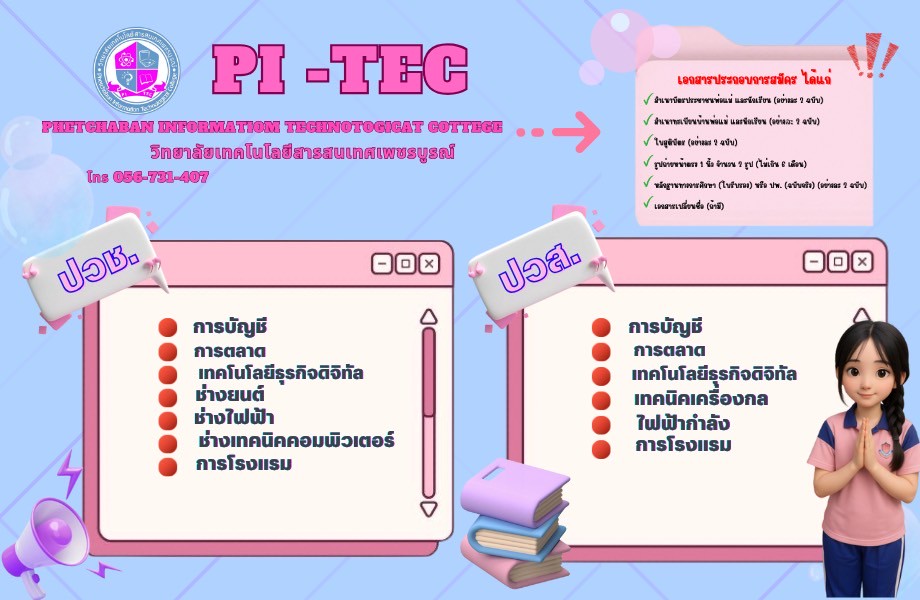 PI -TEC
PHETCHABAN INFORMATIOM TECHNOTOGICAT COTTEGE
วิทยาลัยเทคโนโลยีสารสนเทศเพชรบูรณ์
โทร 056-731-407
เอกสารประกอบการสมัคร ได้แก่
สำเนาบัตรประชาชนพ่อแม่ และนักเรียน (อย่างละ 2 ฉบับ)
สำเนาทะเบียนบ้านพ่อแม่ และนักเรียน (อย่างละ 2 ฉบับ)
ใบสูติบัตร (อย่างละ 2 ฉบับ)
รูปถ่ายหน้าตรง 1 นิ้ว จำนวน 2 รูป (ไม่เกิน 6 เดือน)
หลักฐานทางการศึกษา (ใบรับรอง) หรือ ปพ. (ฉบับจริง) (อย่างละ 2 ฉบับ)
เอกสารเปลี่ยนชื่อ (ถ้ามี)
ปวช.
การบัญชี
การตลาด
เทคโนโลยีธุรกิจดิจิทัล
ช่างยนต์
ช่างไฟฟ้า
ช่างเทคนิคคอมพิวเตอร์
การโรงแรม
ปวส.
การบัญชี
การตลาด
เทคโนโลยีธุรกิจดิจิทัล
เทคนิคเครื่องกล
ไฟฟ้ากำลัง
การโรงแรม